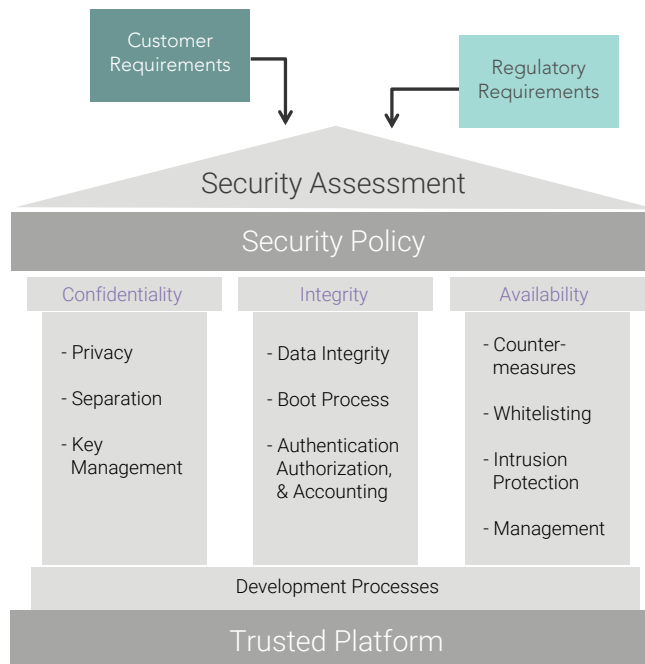 Customer
Requirements
Regulatory
Requirements
Security Assessment
Security Policy
Confidentiality
Integrity
Availability
- Privacy
- Separation
- Key
Management
- Data Integrity
- Boot Process
- Authentication
Authorization,
& Accounting
- Counter-
measures
- Whitelisting
- Intrusion
Protection
- Management
Development Processes
Trusted Platform